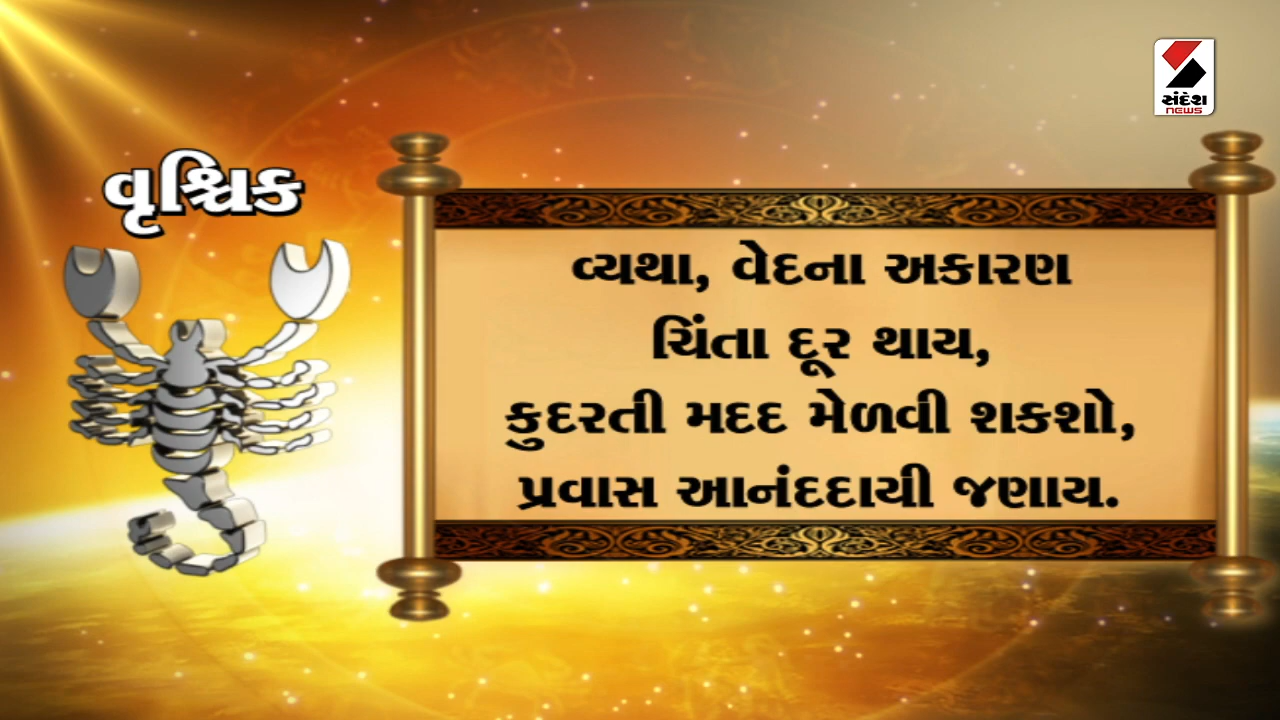 સંદેશ
NEWS
વૃશ્ચિક
વ્યથા, વેદના અકારણ
ચિંતા દૂર થાય,
કુદરતી મદદ મેળવી શકશો,
પ્રવાસ આનંદદાયી જણાય.